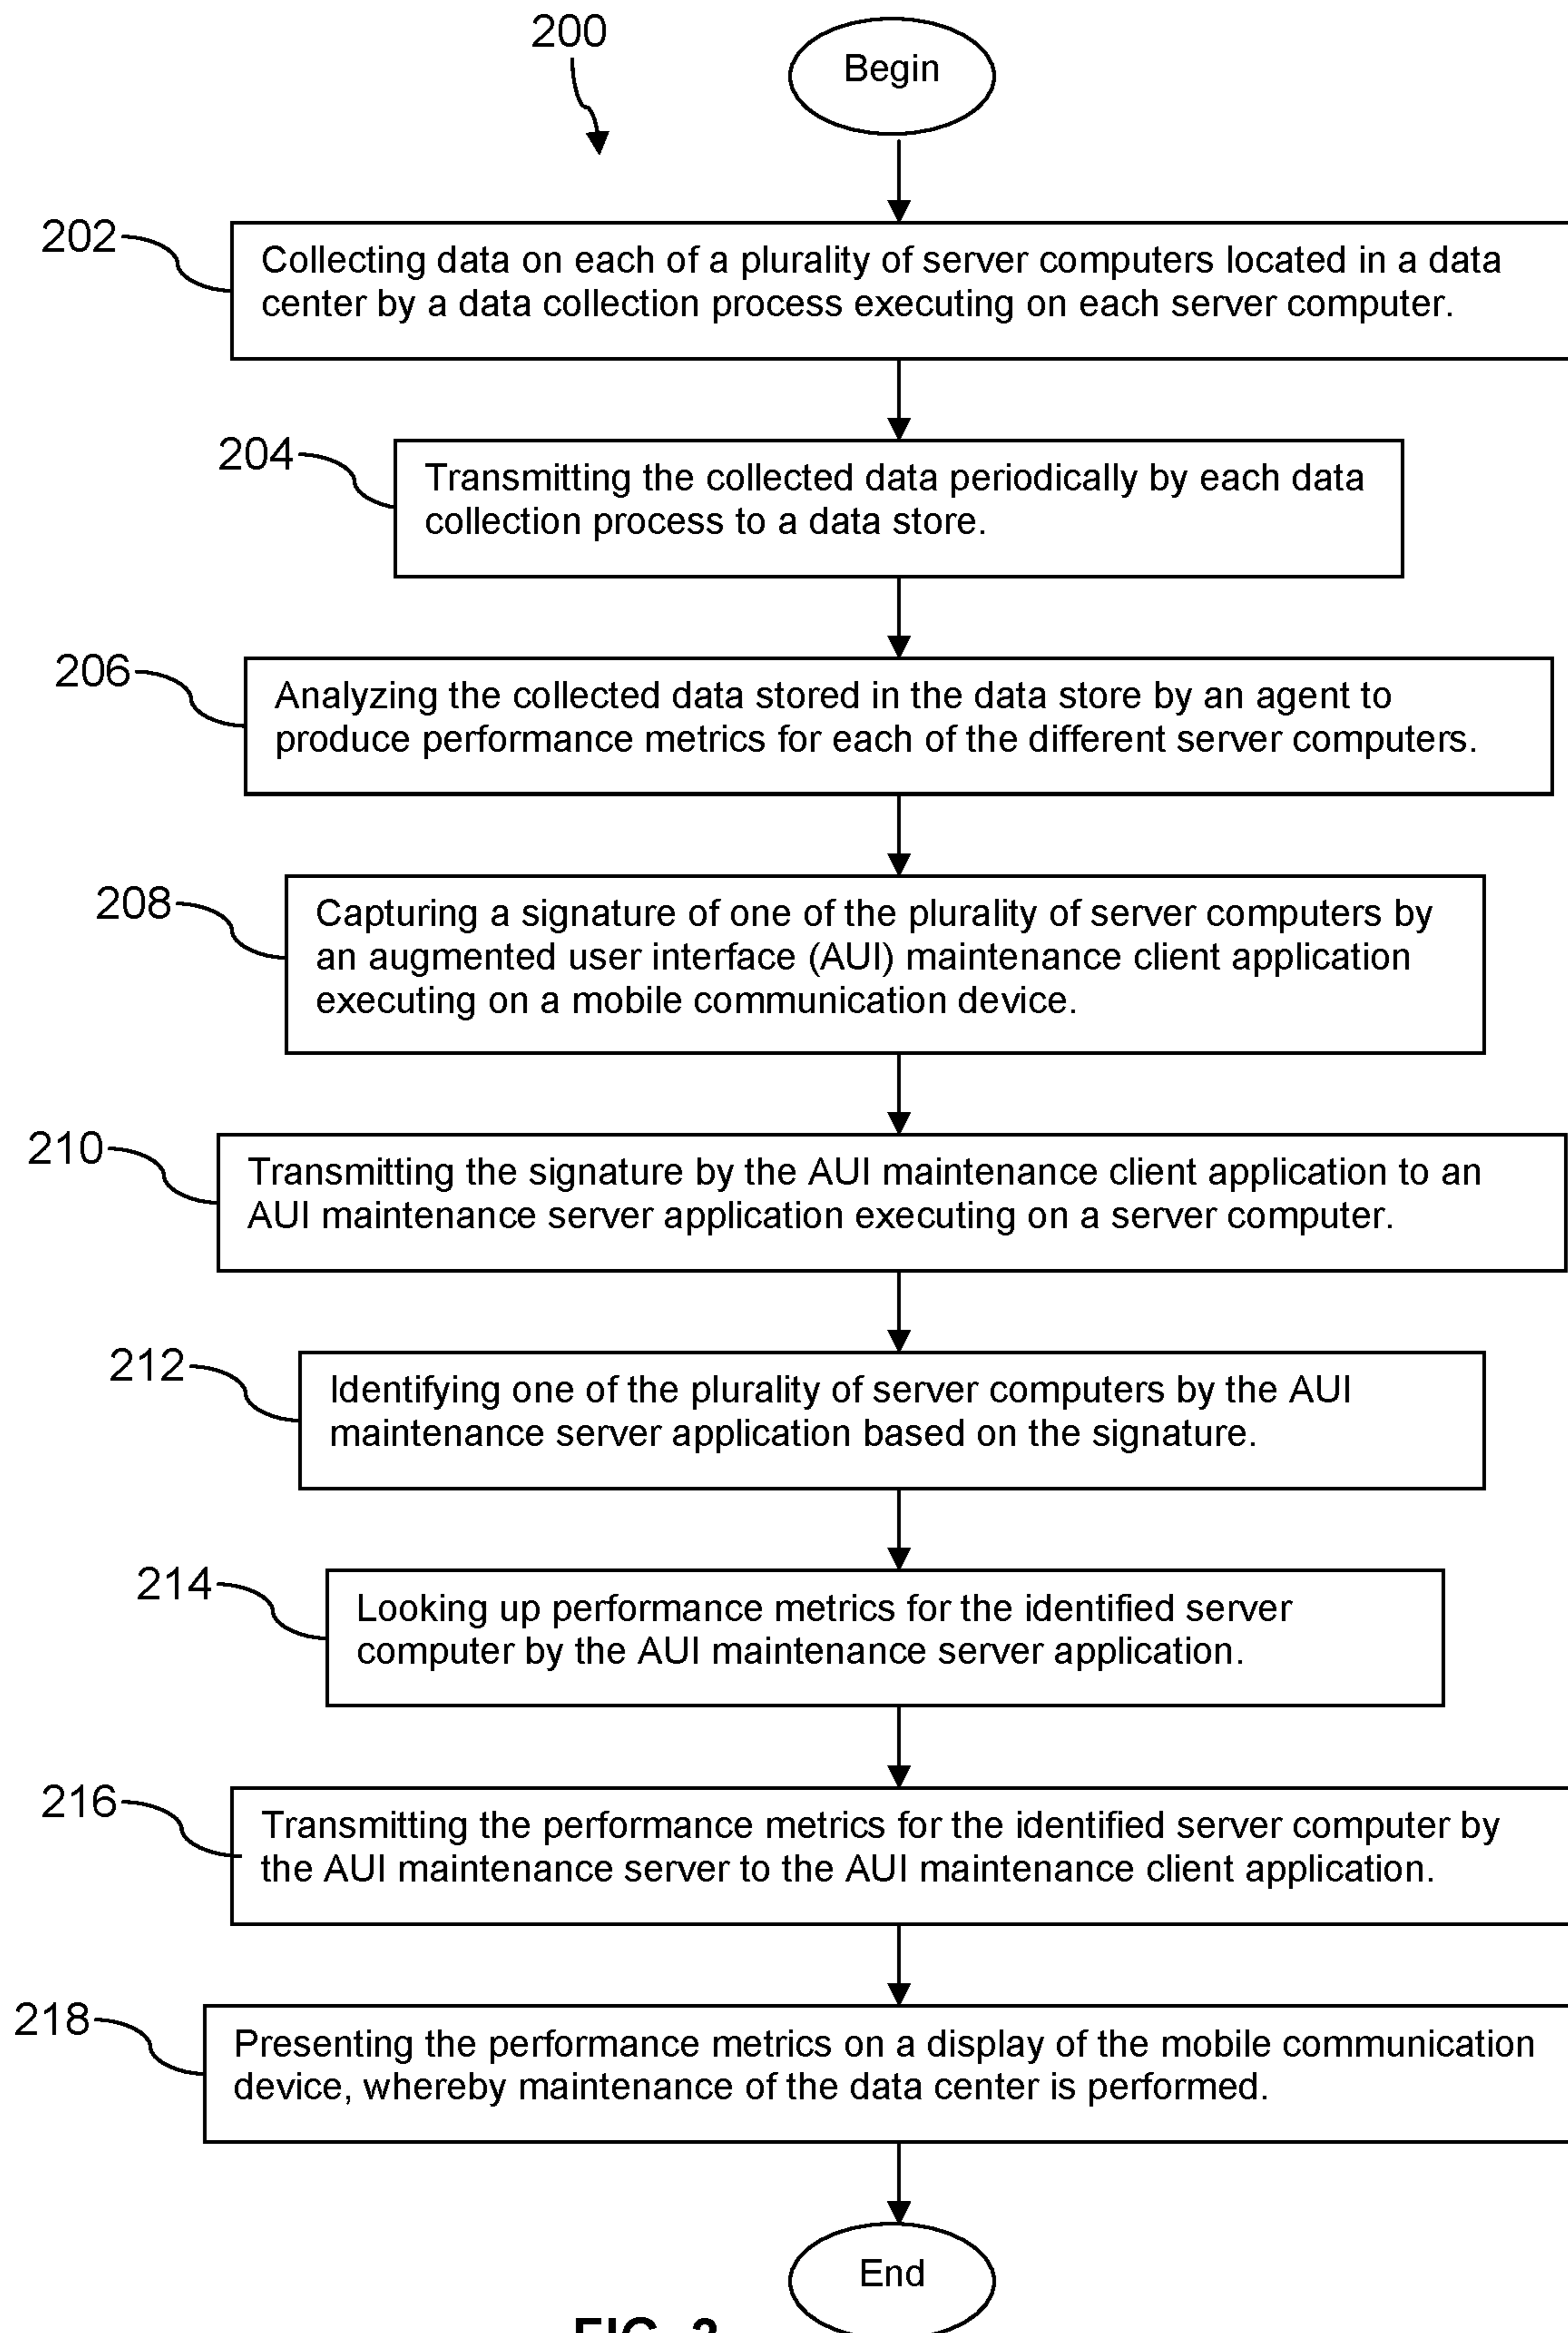 200
Begin
202
Collecting data on each of a plurality of server computers located in a data
center by a data collection process executing on each server computer.
204
Transmitting the collected data periodically by each data
collection process to a data store.
206
Analyzing the collected data stored in the data store by an agent to
produce performance metrics for each of the different server computers.
208
Capturing a signature of one of the plurality of server computers by
an augmented user interface (AUI) maintenance client application
executing on a mobile communication device.
210
Transmitting the signature by the AUI maintenance client application to an
AUI maintenance server application executing on a server computer.
212
Identifying one of the plurality of server computers by the AUI
maintenance server application based on the signature.
214
Looking up performance metrics for the identified server
computer by the AUI maintenance server application.
216
Transmitting the performance metrics for the identified server computer by
the AUI maintenance server to the AUI maintenance client application.
218
Presenting the performance metrics on a display of the mobile communication
device, whereby maintenance of the data center is performed.
End
FIG.